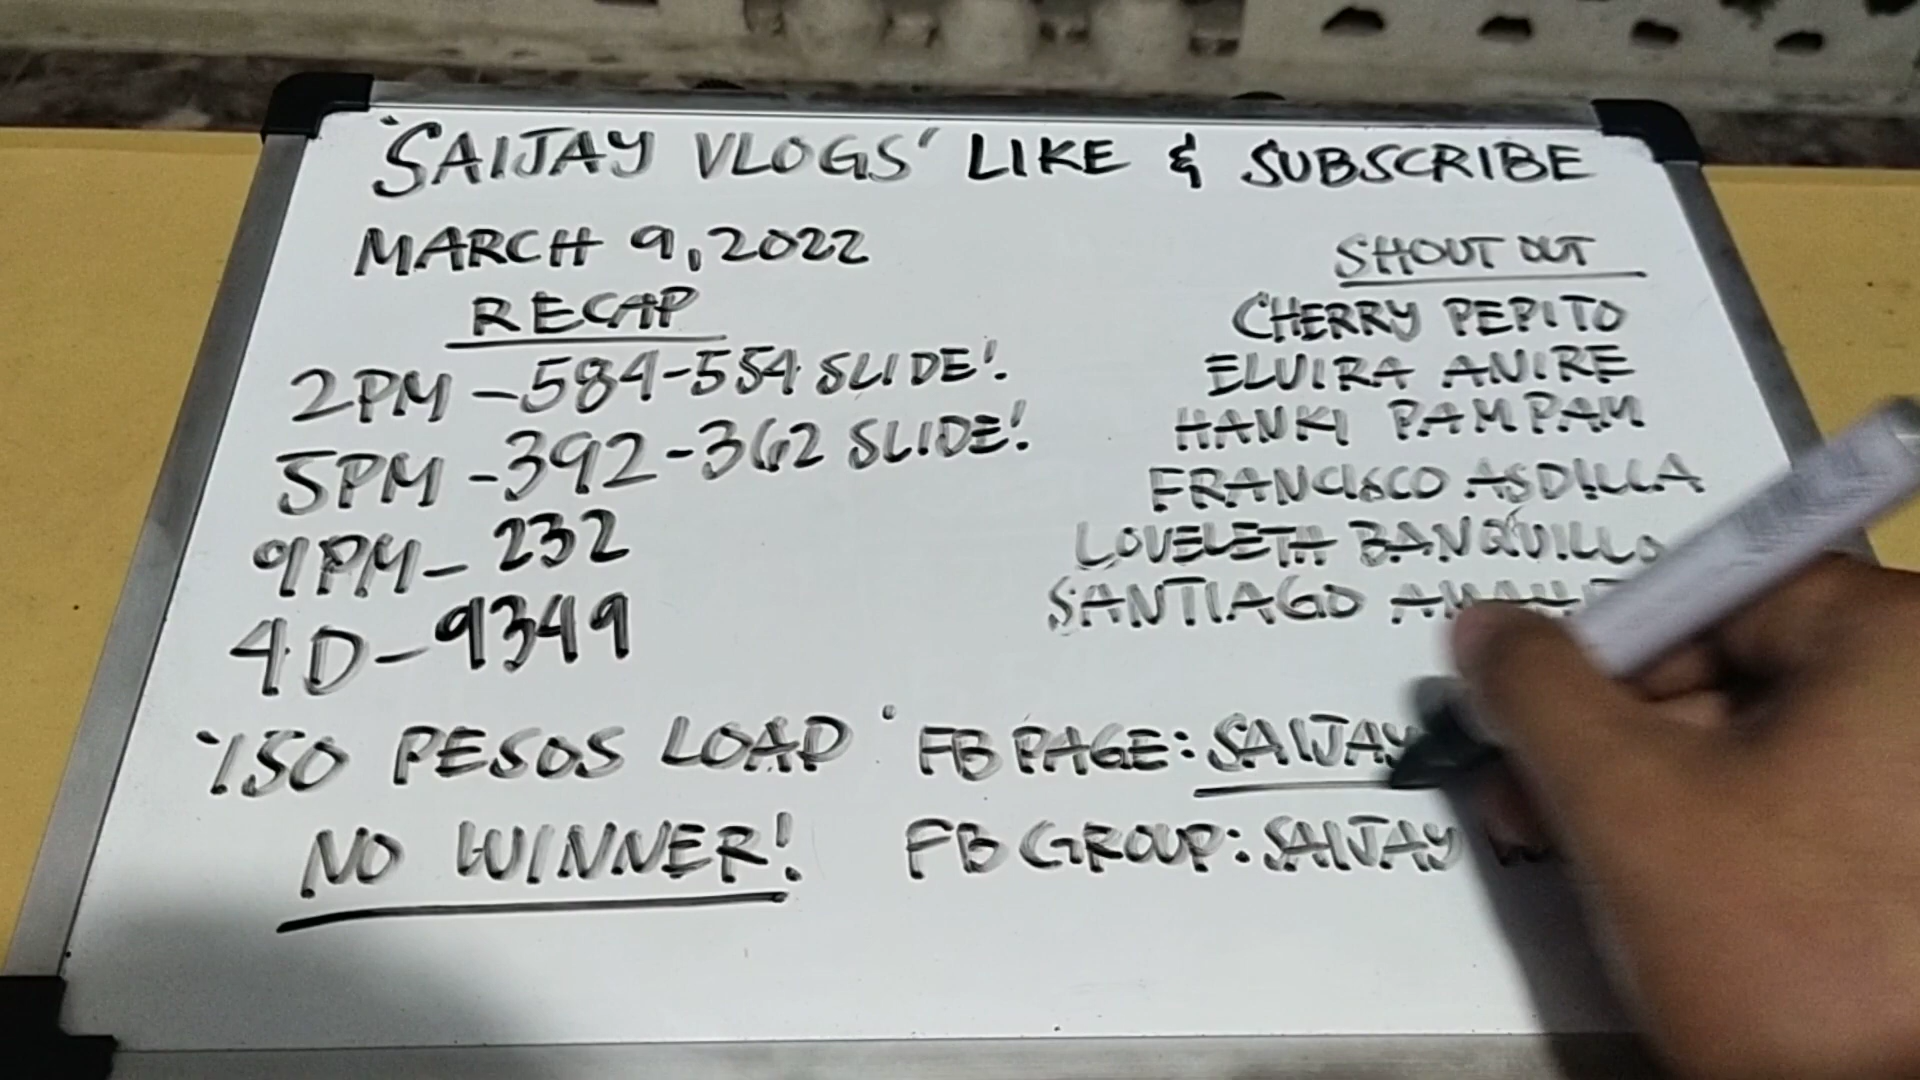 "SAIJAY VLOGS" LIKE & SUBSCRIBE
MARCH 9, 2022
RECAP
2PM - 584-554 SLIDE!
5PM - 392-362 SLIDE!
9PM - 232
4D - 9349
SHOUT OUT
CHERRY PEPITO
ELVIRA ANIRE
HANKI PAMPAM
FRANCISCO ASDILLA
LOVELETH BANQUILLO
SANTIAGO
150 PESOS LOAD
NO WINNER!
FB PAGE: SAIJAY
FB GROUP: SAIJAY